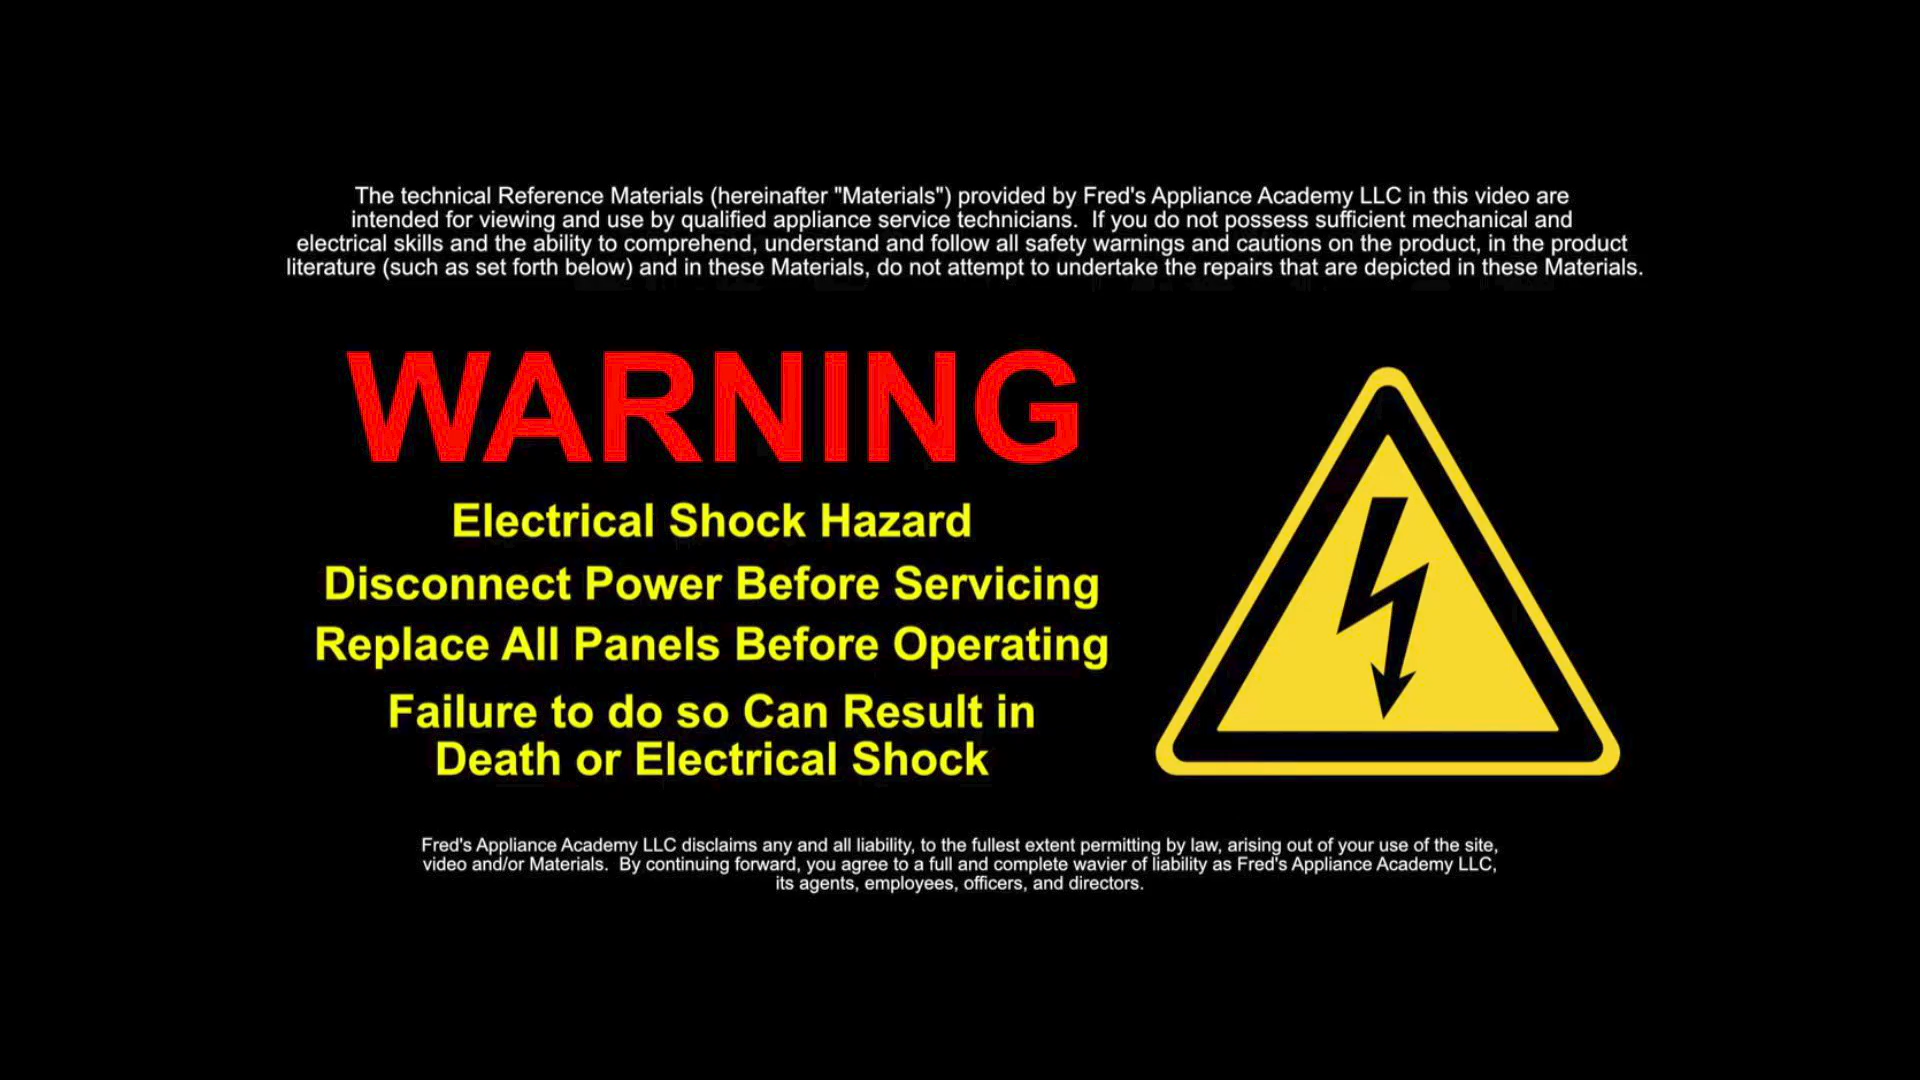 The technical Reference Materials (hereinafter "Materials") provided by Fred's Appliance Academy LLC in this video are
intended for viewing and use by qualified appliance service technicians.  If you do not possess sufficient mechanical and
electrical skills and the ability to comprehend, understand and follow all safety warnings and cautions on the product, in the product
literature (such as set forth below) and in these Materials, do not attempt to undertake the repairs that are depicted in these Materials.
WARNING
Electrical Shock Hazard
Disconnect Power Before Servicing
Replace All Panels Before Operating
Failure to do so Can Result in
Death or Electrical Shock
Fred's Appliance Academy LLC disclaims any and all liability, to the fullest extent permitting by law, arising out of your use of the site,
video and/or Materials.  By continuing forward, you agree to a full and complete wavier of liability as Fred's Appliance Academy LLC,
its agents, employees, officers, and directors.